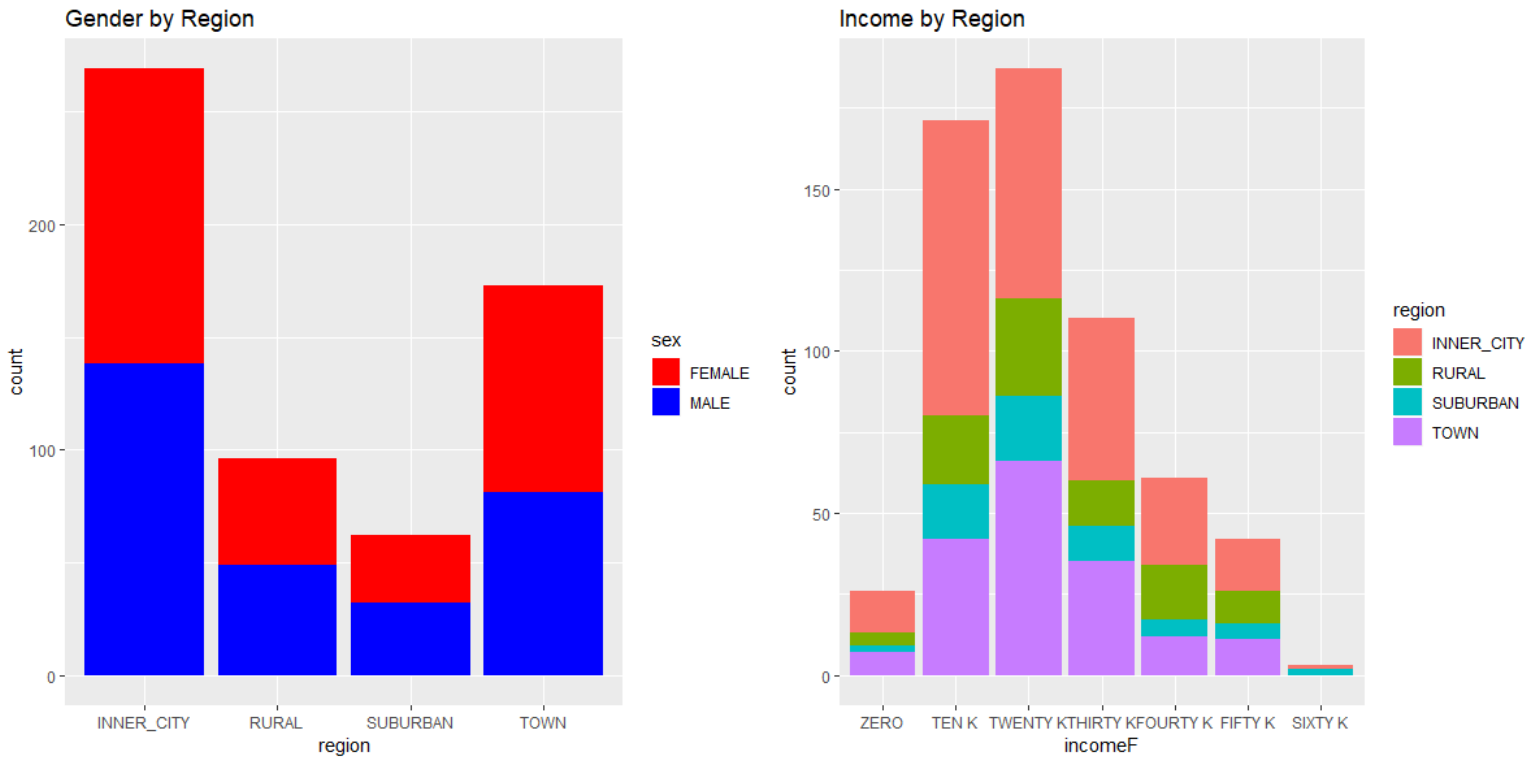 Gender by Region
count
200
100
0
INNER_CITY RURAL SUBURBAN TOWN
region
sex
FEMALE
MALE
Income by Region
count
150
100
50
0
ZERO TEN K TWENTY K THIRTY K FOURTY K FIFTY K SIXTY K
incomeF
region
INNER_CITY
RURAL
SUBURBAN
TOWN